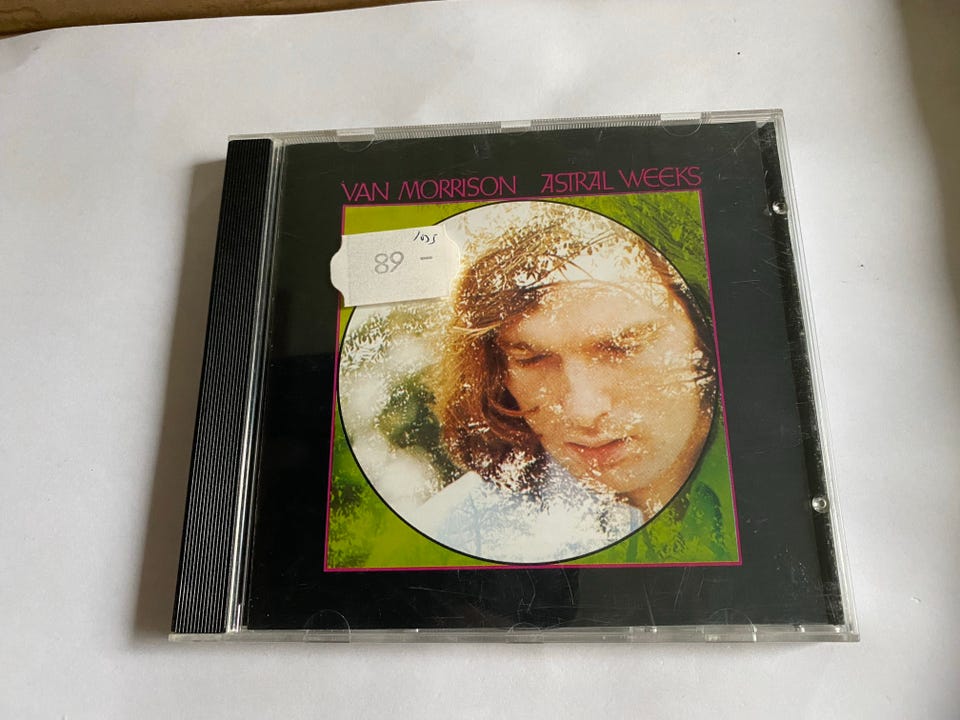 VAN MORRISON ASTRAL WEEKS
89 -